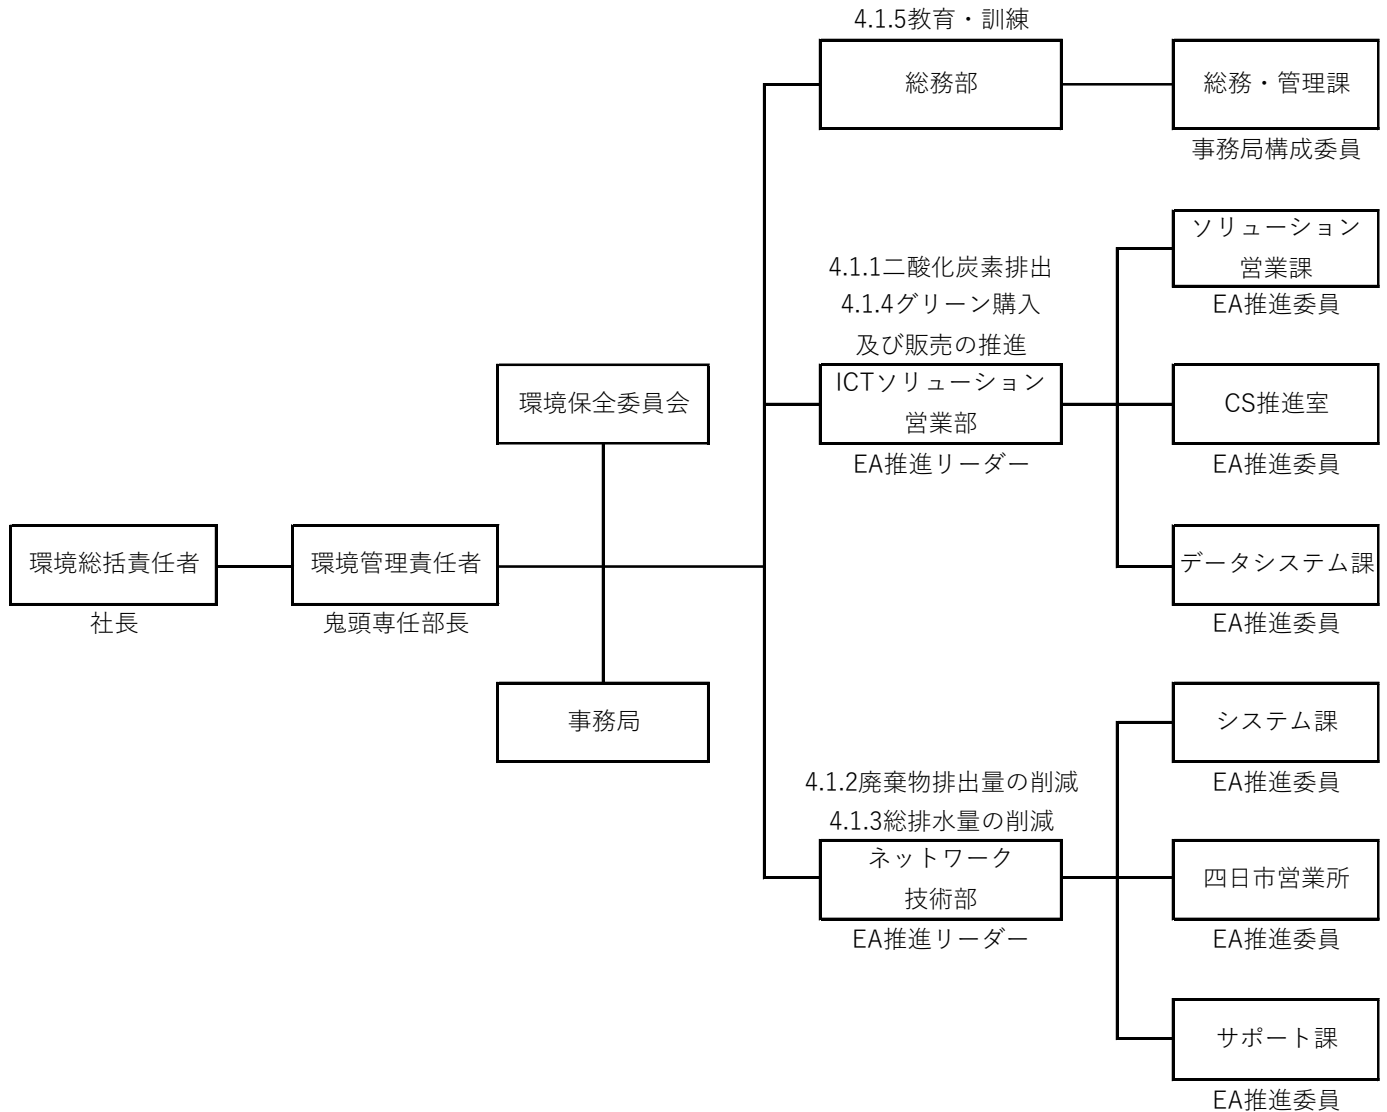 4.1.5教育・訓練
総務部
総務・管理課
事務局構成委員
ソリューション
営業課
EA推進委員
4.1.1二酸化炭素排出
4.1.4グリーン購入
及び販売の推進
ICTソリューション
営業部
EA推進リーダー
CS推進室
EA推進委員
データシステム課
EA推進委員
環境保全委員会
環境総括責任者
社長
環境管理責任者
鬼頭専任部長
事務局
4.1.2廃棄物排出量の削減
4.1.3総排水量の削減
ネットワーク
技術部
EA推進リーダー
システム課
EA推進委員
四日市営業所
EA推進委員
サポート課
EA推進委員